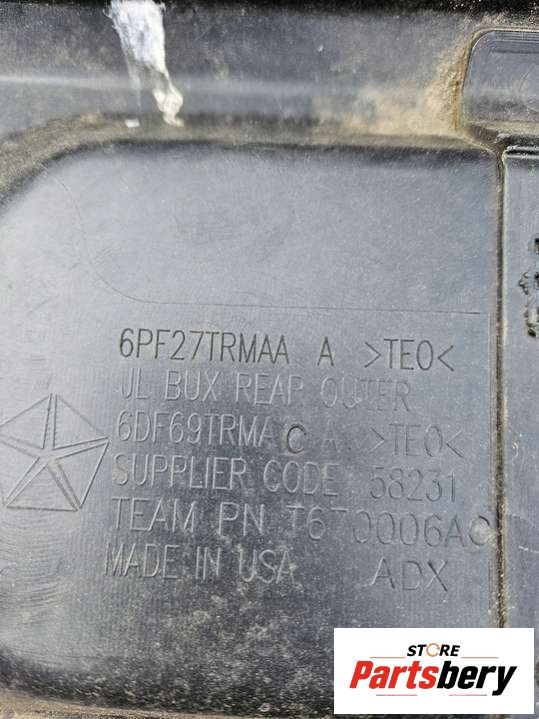 6PF27TRMAA A >TEO<
JL BUX REAR OUTER
6DF69TRMA C A >TEO<
SUPPLIER CODE 58231
TEAM PN T6T0006AC
MADE IN USA ADX
STORE
Partsbery